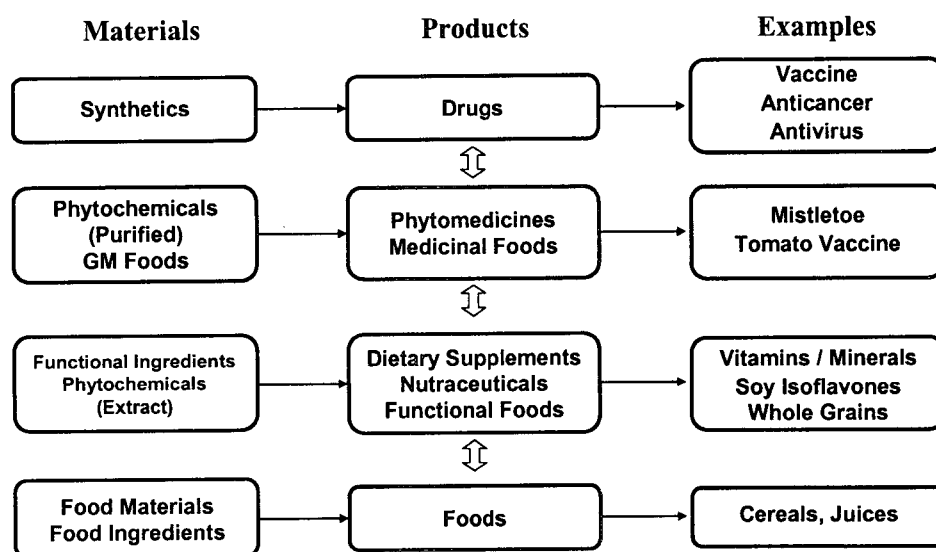 Materials Products Examples
Synthetics
Drugs
Vaccine
Anticancer
Antivirus
Phytochemicals
(Purified)
GM Foods
Phytomedicines
Medicinal Foods
Mistletoe
Tomato Vaccine
Functional Ingredients
Phytochemicals
(Extract)
Dietary Supplements
Nutraceuticals
Functional Foods
Vitamins / Minerals
Soy Isoflavones
Whole Grains
Food Materials
Food Ingredients
Foods
Cereals, Juices